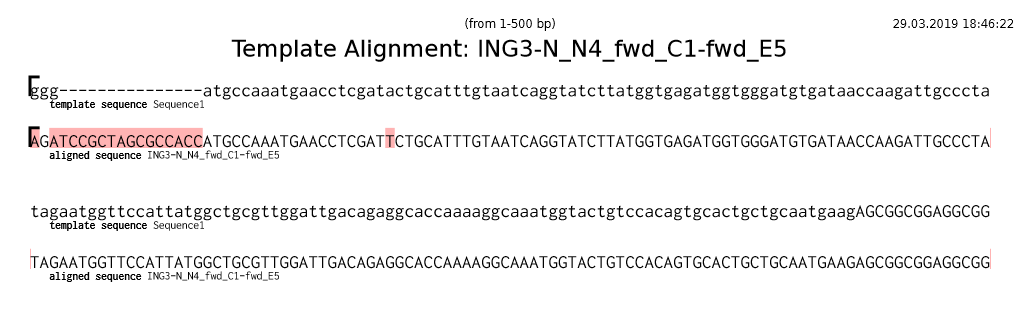 (from 1-500 bp)
29.03.2019 18:46:22
Template Alignment: ING3-N_N4_fwd_C1-fwd_E5
ggg---------------atgccaaatgaacctcgatactgcatttgtaatcaggtatcttatggtgagatggtgggatgtgataaccaagattgcccta
template sequence Sequence1
AGATCCGCTAGCGCCACCATGCCAAATGAACCTCGATTCTGCATTTGTAATCAGGTATCTTATGGTGAGATGGTGGGATGTGATAACCAAGATTGCCCTA
aligned sequence ING3-N_N4_fwd_C1-fwd_E5
tagaatggttccattatggctgcgttggattgacagaggcaccaaaaggcaaatggtactgtccacagtgcactgctgcaatgaagAGCGGCGGAGGCGG
template sequence Sequence1
TAGAATGGTTCCATTATGGCTGCGTTGGATTGACAGAGGCACCAAAAGGCAAATGGTACTGTCCACAGTGCACTGCTGCAATGAAGAGCGGCGGAGGCGG
aligned sequence ING3-N_N4_fwd_C1-fwd_E5